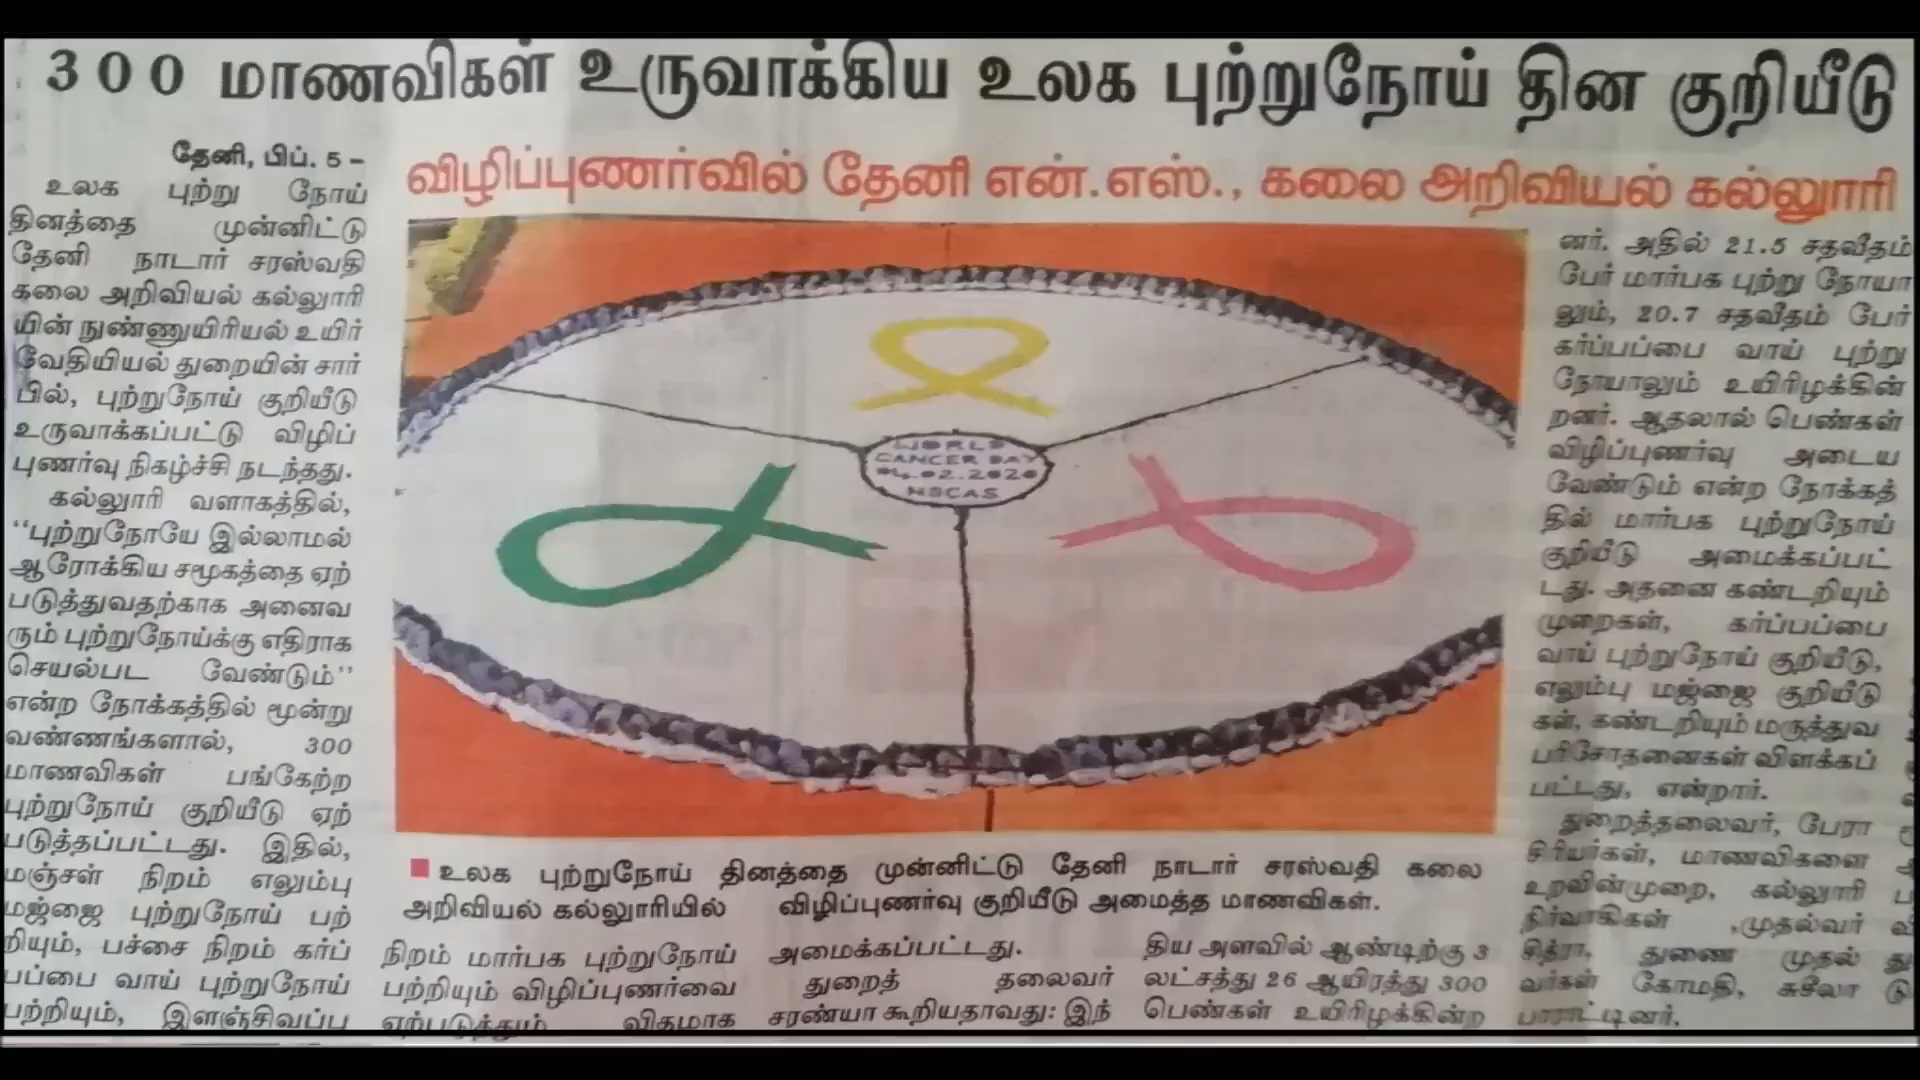 300 மாணவிகள் உருவாக்கிய உலக புற்றுநோய் தின குறியீடு
விழிப்புணர்வில் தேனி என்.எஸ்., கலை அறிவியல் கல்லூரி
தேனி, பிப். 5 –
உலக புற்று நோய்
தினத்தை முன்னிட்டு
தேனி நாடார் சரஸ்வதி
கலை அறிவியல் கல்லூரி
யின் நுண்ணுயிரியல் உயிர்
வேதியியல் துறையின் சார்
பில், புற்றுநோய் குறியீடு
உருவாக்கப்பட்டு விழிப்
புணர்வு நிகழ்ச்சி நடந்தது.
கல்லூரி வளாகத்தில்,
“புற்றுநோயே இல்லாமல்
ஆரோக்கிய சமூகத்தை ஏற்
படுத்துவதற்காக அனைவ
ரும் புற்றுநோய்க்கு எதிராக
செயல்பட வேண்டும்”
என்ற நோக்கத்தில் மூன்று
வண்ணங்களால், 300
மாணவிகள் பங்கேற்ற
புற்றுநோய் குறியீடு ஏற்
படுத்தப்பட்டது. இதில்,
மஞ்சள் நிறம் எலும்பு
மஜ்ஜை புற்றுநோய் பற்
றியும், பச்சை நிறம் கர்ப்
பப்பை வாய் புற்றுநோய்
பற்றியும், இளஞ்சிவப்பு
WORLD
CANCER DAY
04.02.2020
NSCAS
உலக புற்றுநோய் தினத்தை முன்னிட்டு தேனி நாடார் சரஸ்வதி கலை
அறிவியல் கல்லூரியில் விழிப்புணர்வு குறியீடு அமைத்த மாணவிகள்.
நிறம் மார்பக புற்றுநோய்
பற்றியும் விழிப்புணர்வை
ஏற்படுத்தும் விதமாக
அமைக்கப்பட்டது.
துறைத் தலைவர்
சரண்யா கூறியதாவது: இந்
திய அளவில் ஆண்டிற்கு 3
லட்சத்து 26 ஆயிரத்து 300
பெண்கள் உயிரிழக்கின்ற
னர். அதில் 21.5 சதவீதம்
பேர் மார்பக புற்று நோயா
லும், 20.7 சதவீதம் பேர்
கர்ப்பப்பை வாய் புற்று
நோயாலும் உயிரிழக்கின்
றனர். ஆதலால் பெண்கள்
விழிப்புணர்வு அடைய
வேண்டும் என்ற நோக்கத்
தில் மார்பக புற்றுநோய்
குறியீடு அமைக்கப்பட்
டது. அதனை கண்டறியும்
முறைகள், கர்ப்பப்பை
வாய் புற்றுநோய் குறியீடு,
எலும்பு மஜ்ஜை குறியீடு
கள், கண்டறியும் மருத்துவ
பரிசோதனைகள் விளக்கப்
பட்டது, என்றார்.
துறைத்தலைவர், பேரா
சிரியர்கள், மாணவிகளை
உறவின்முறை, கல்லூரி
நிர்வாகிகள் ,முதல்வர்
சித்ரா, துணை முதல்
வர்கள் கோமதி, சுசீலா
பாராட்டினர்.